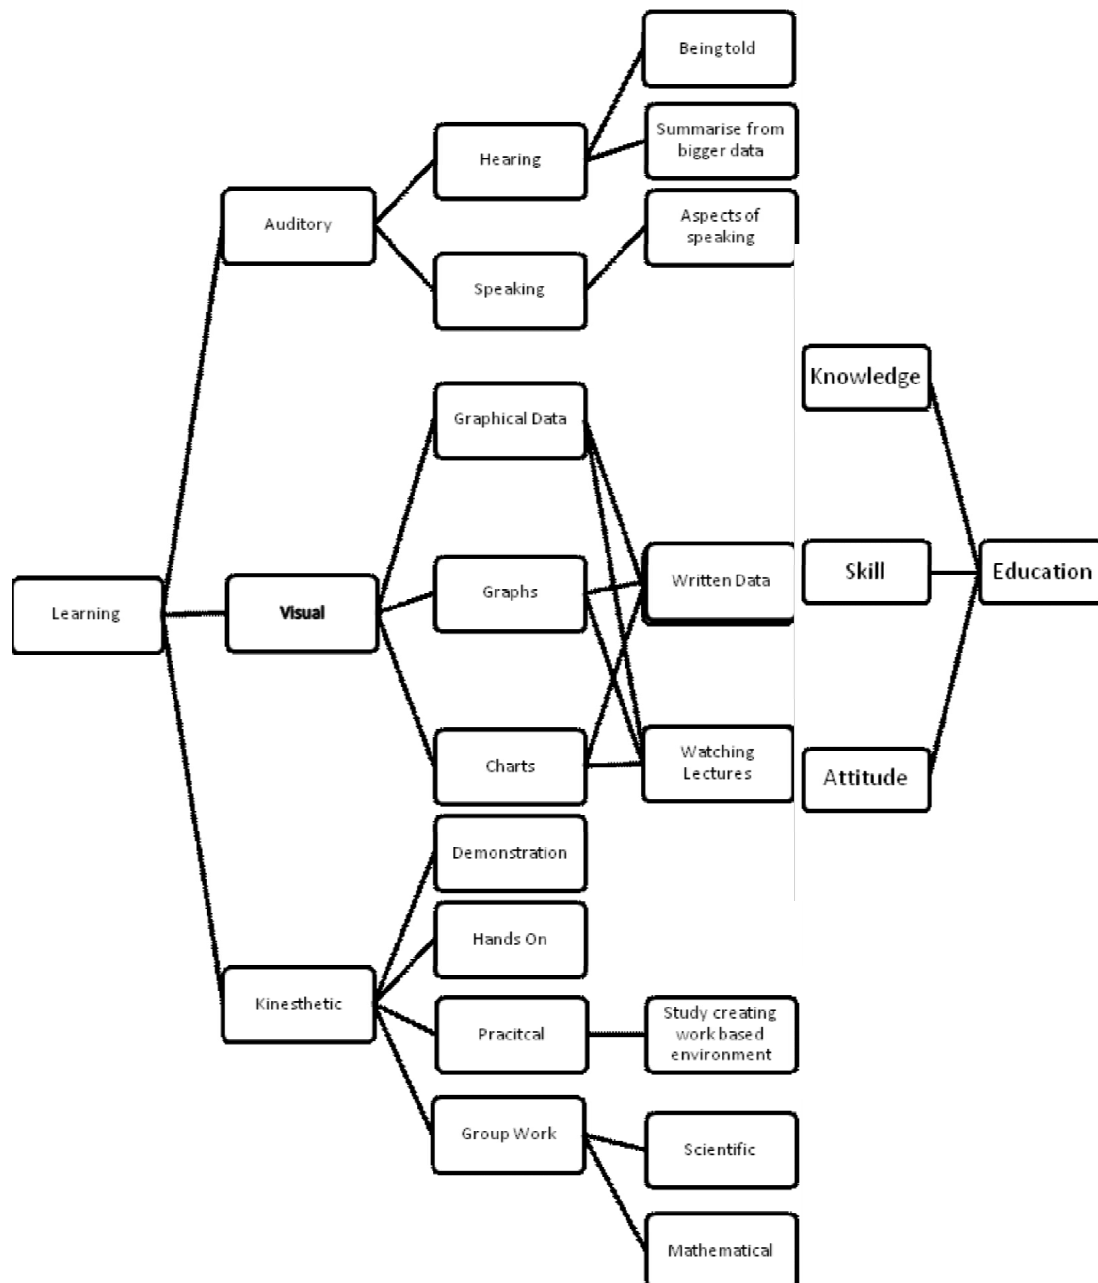 Being told
Summarise from
bigger data
Hearing
Auditory
Aspects of
speaking
Speaking
Knowledge
Graphical Data
Learning
Visual
Graphs
Written Data
Skill
Education
Charts
Watching
Lectures
Attitude
Demonstration
Hands On
Kinesthetic
Pracitcal
Study creating
work based
environment
Group Work
Scientific
Mathematical